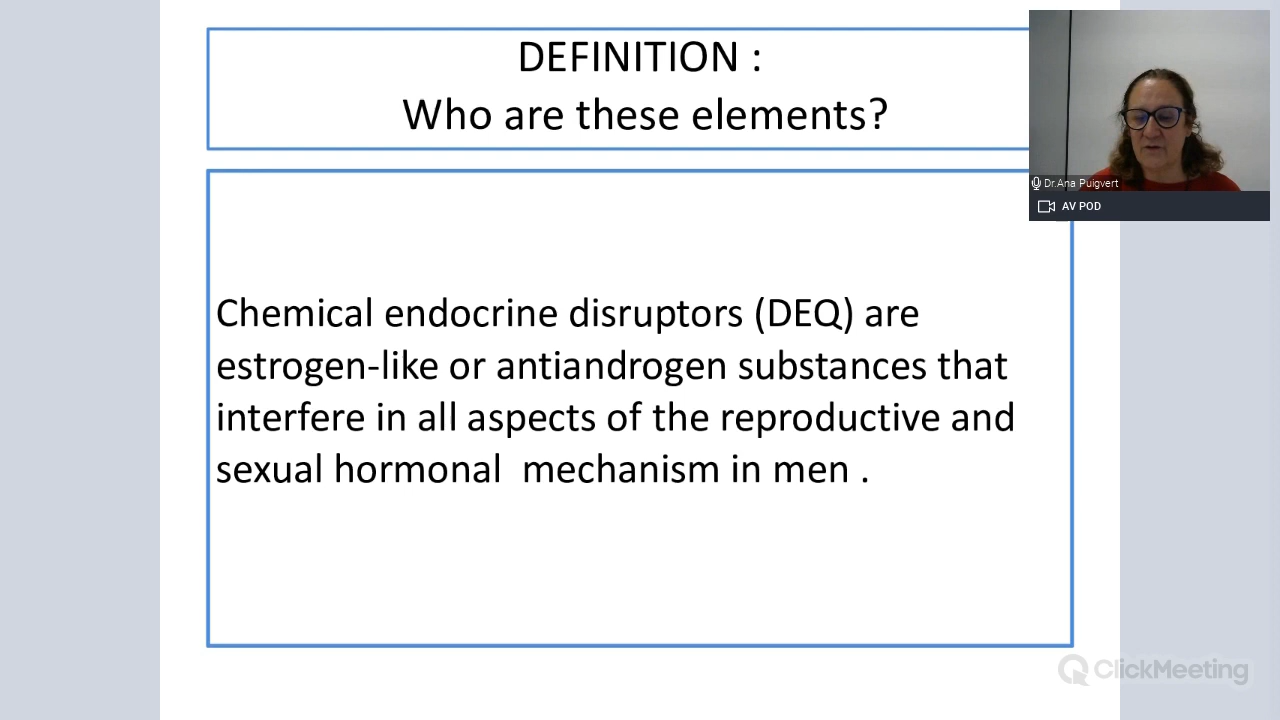 DEFINITION :
Who are these elements?
Chemical endocrine disruptors (DEQ) are
estrogen-like or antiandrogen substances that
interfere in all aspects of the reproductive and
sexual hormonal  mechanism in men .
Dr.Ana Puigvert
AV POD
ClickMeeting